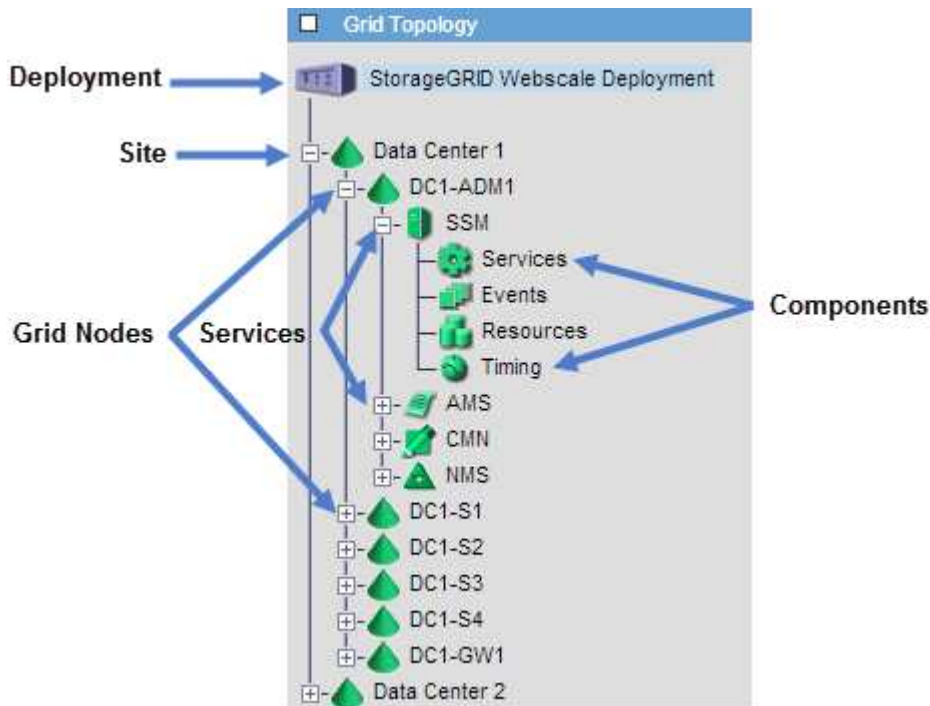 Grid Topology
Deployment
StorageGRID Webscale Deployment
Site
Data Center 1
DC1-ADM1
SSM
Services
Events
Components
Grid Nodes
Services
Resources
Timing
AMS
CMN
NMS
DC1-S1
DC1-S2
DC1-S3
DC1-S4
DC1-GW1
Data Center 2